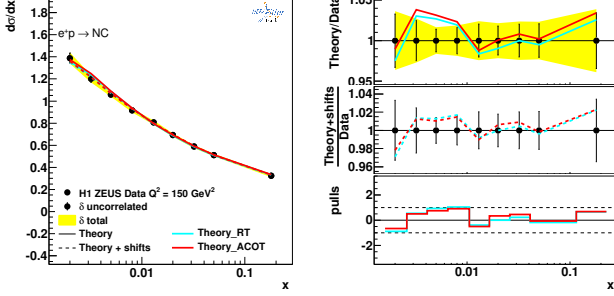 dσ/dx
1.8
1.6
1.4
1.2
1
0.8
0.6
0.4
0.2
0
-0.2
-0.4
e⁺p → NC
H1 ZEUS Data Q² = 150 GeV²
δ uncorrelated
δ total
Theory
Theory + shifts
Theory_RT
Theory_ACOT
0.01
0.1
x
Theory/Data
1.05
1
0.95
Theory+shifts
Data
1.04
1.02
1
0.98
0.96
pulls
2
0
-2
0.01
0.1
x